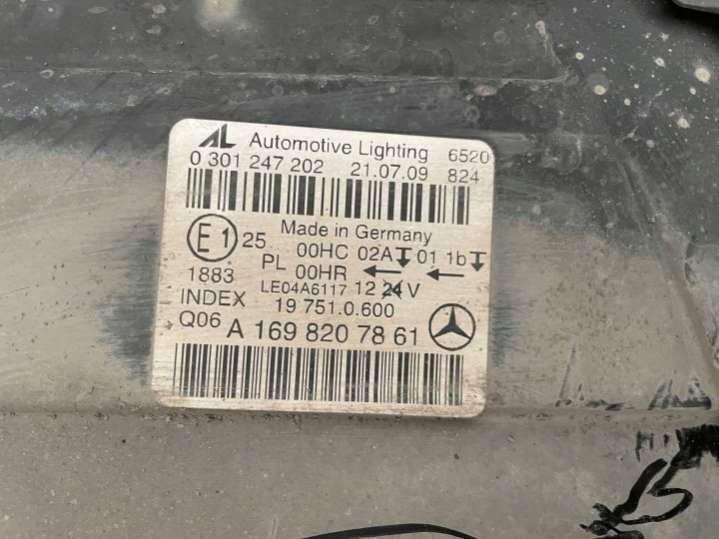 AL Automotive Lighting 6520
0 301 247 202 21.07.09 824
Made in Germany
E1 25 00HC 02A 01 1b
PL 00HR ← ←
1883 LE04A6117 12 24 V
INDEX 19 751.0.600
Q06 A 169 820 78 61